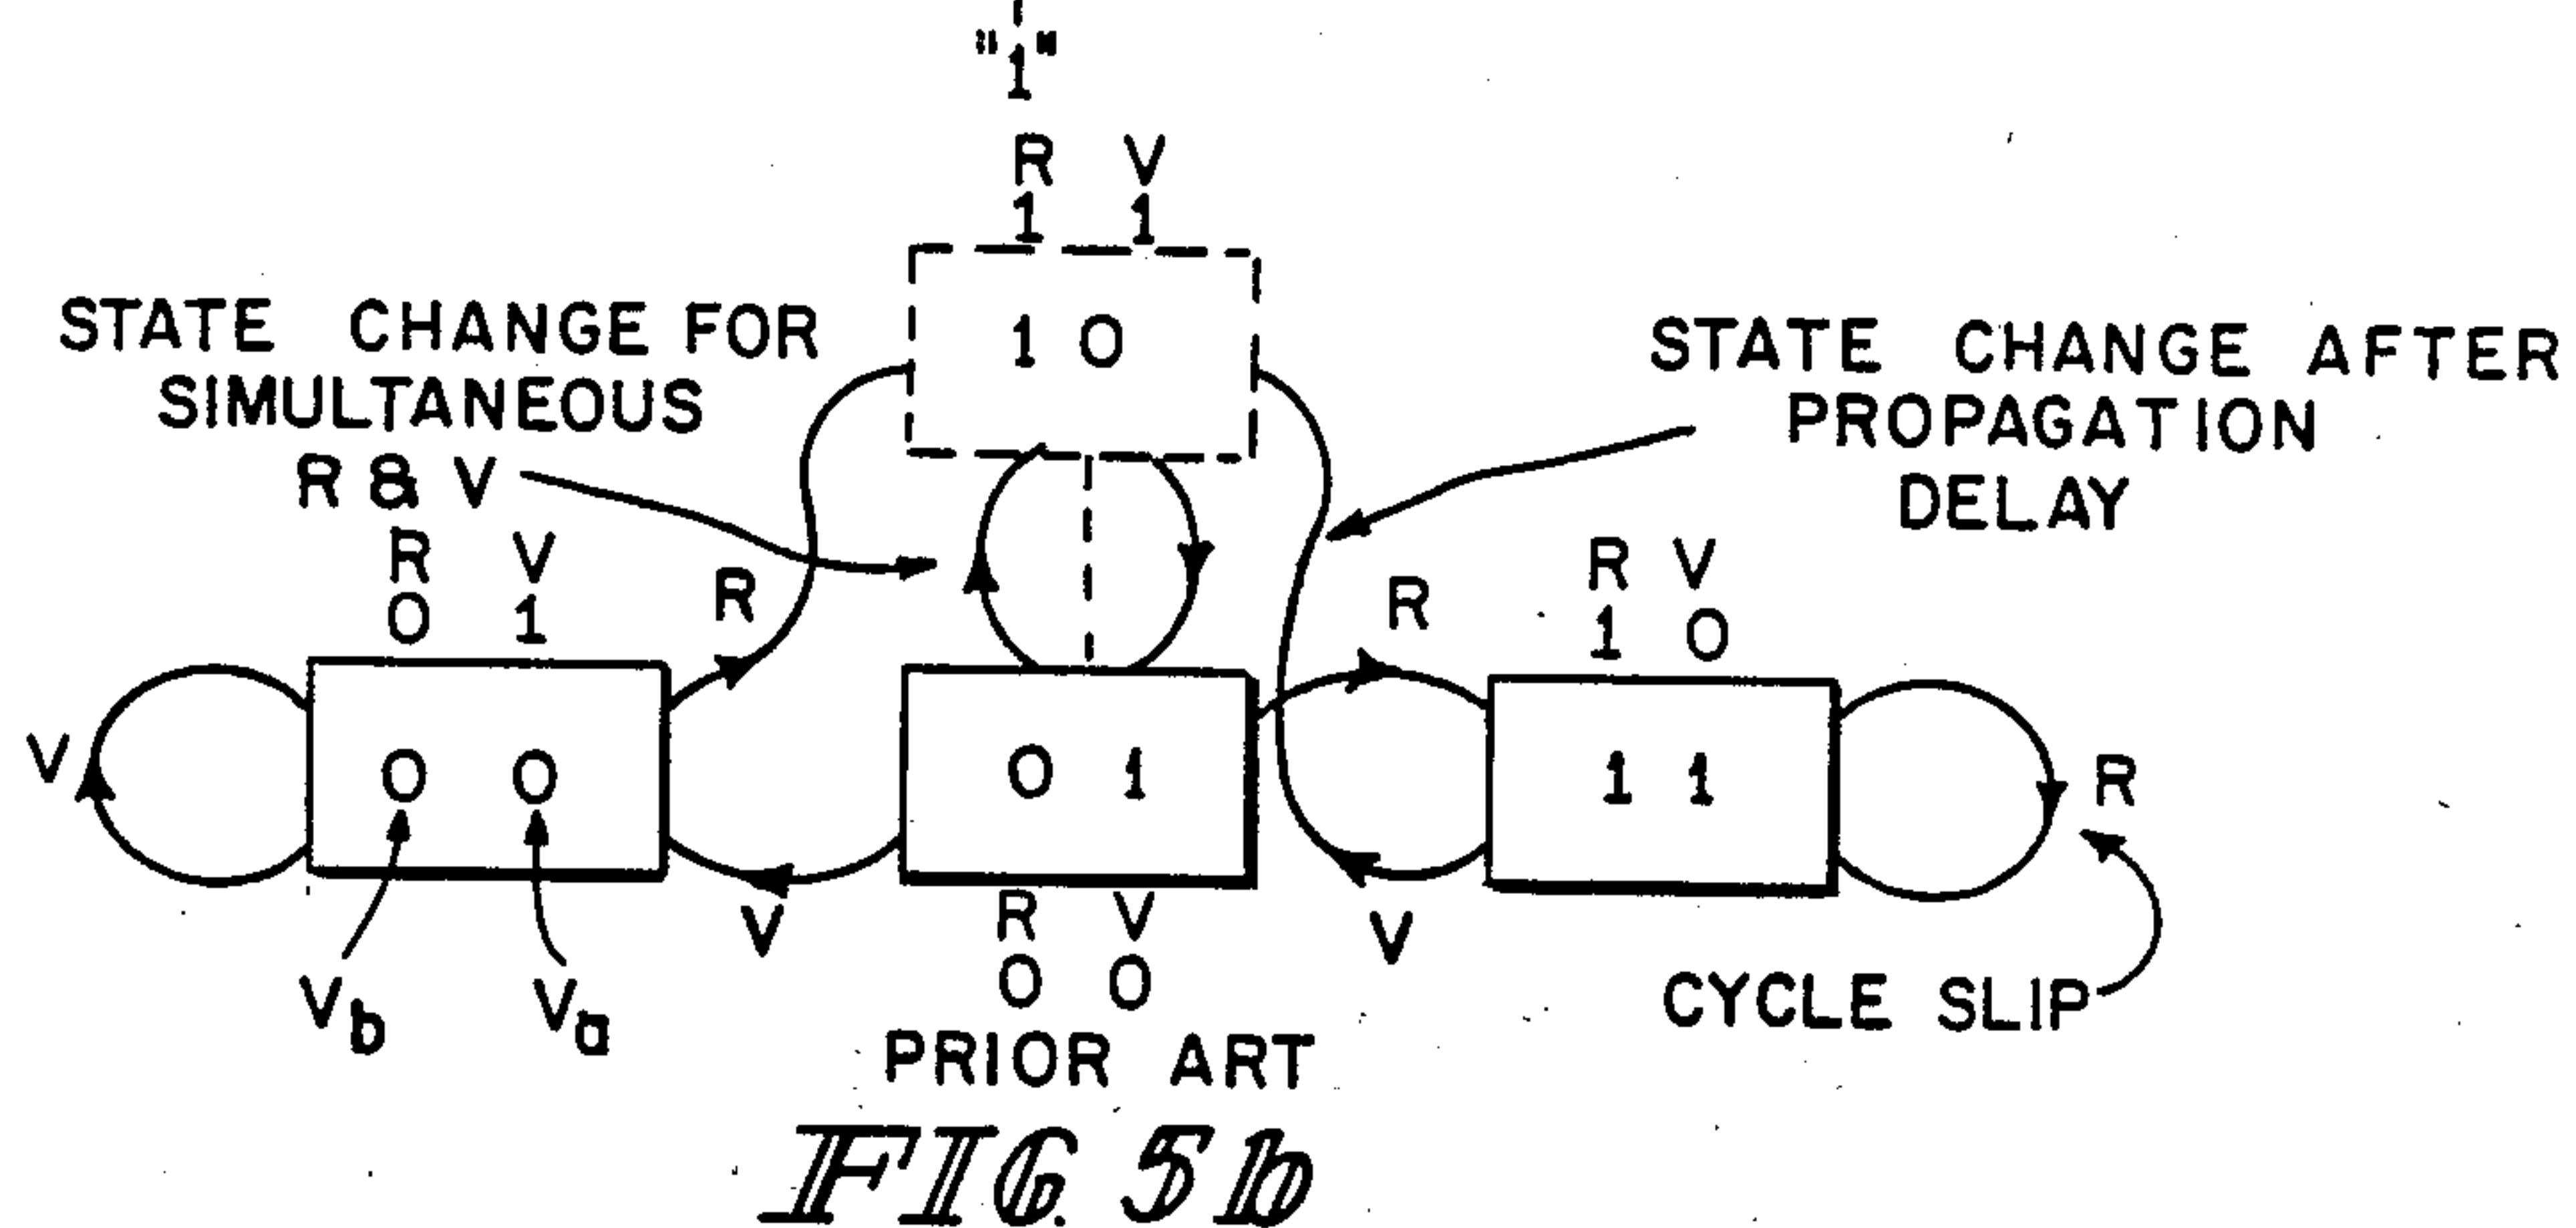 "1"
R V
1 1
1 0
STATE CHANGE FOR
SIMULTANEOUS
R & V
STATE CHANGE AFTER
PROPAGATION
DELAY
R V
0 1
R
R
R V
1 0
V
0 0
0 1
1 1
R
V
R V
0 0
V
Vb Va
CYCLE SLIP
PRIOR ART
FIG. 5b